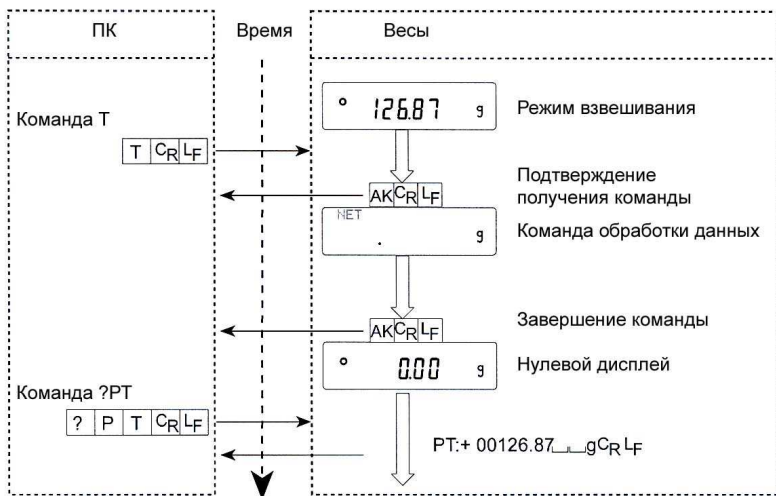 ПК Время Весы
° 126.87 g Режим взвешивания
Команда T
T CR LF
Подтверждение
получения команды
AK CR LF
NET
. g Команда обработки данных
Завершение команды
AK CR LF
° 0.00 g Нулевой дисплей
Команда ?PT
? P T CR LF
PT:+ 00126.87␣␣gCR LF